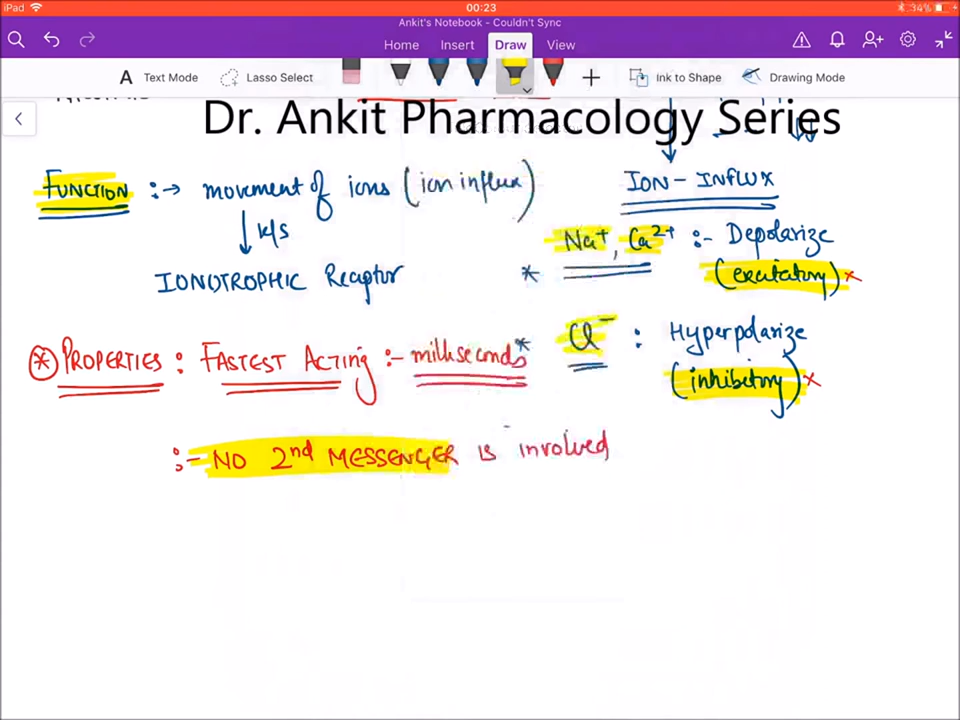 iPad 00:23 34%
Ankit's Notebook - Couldn't Sync
Home Insert Draw View
A Text Mode Lasso Select Ink to Shape Drawing Mode
Dr. Ankit Pharmacology Series
FUNCTION :→ movement of ions (ion influx)
k/s
IONOTROPHIC Receptor
ION - INFLUX
Na+, Ca2+ :- Depolarize
* (excitatory) x
* Cl- : Hyperpolarize
(inhibitory) x
* PROPERTIES : FASTEST ACTING :- milliseconds
:- NO 2nd MESSENGER is involved